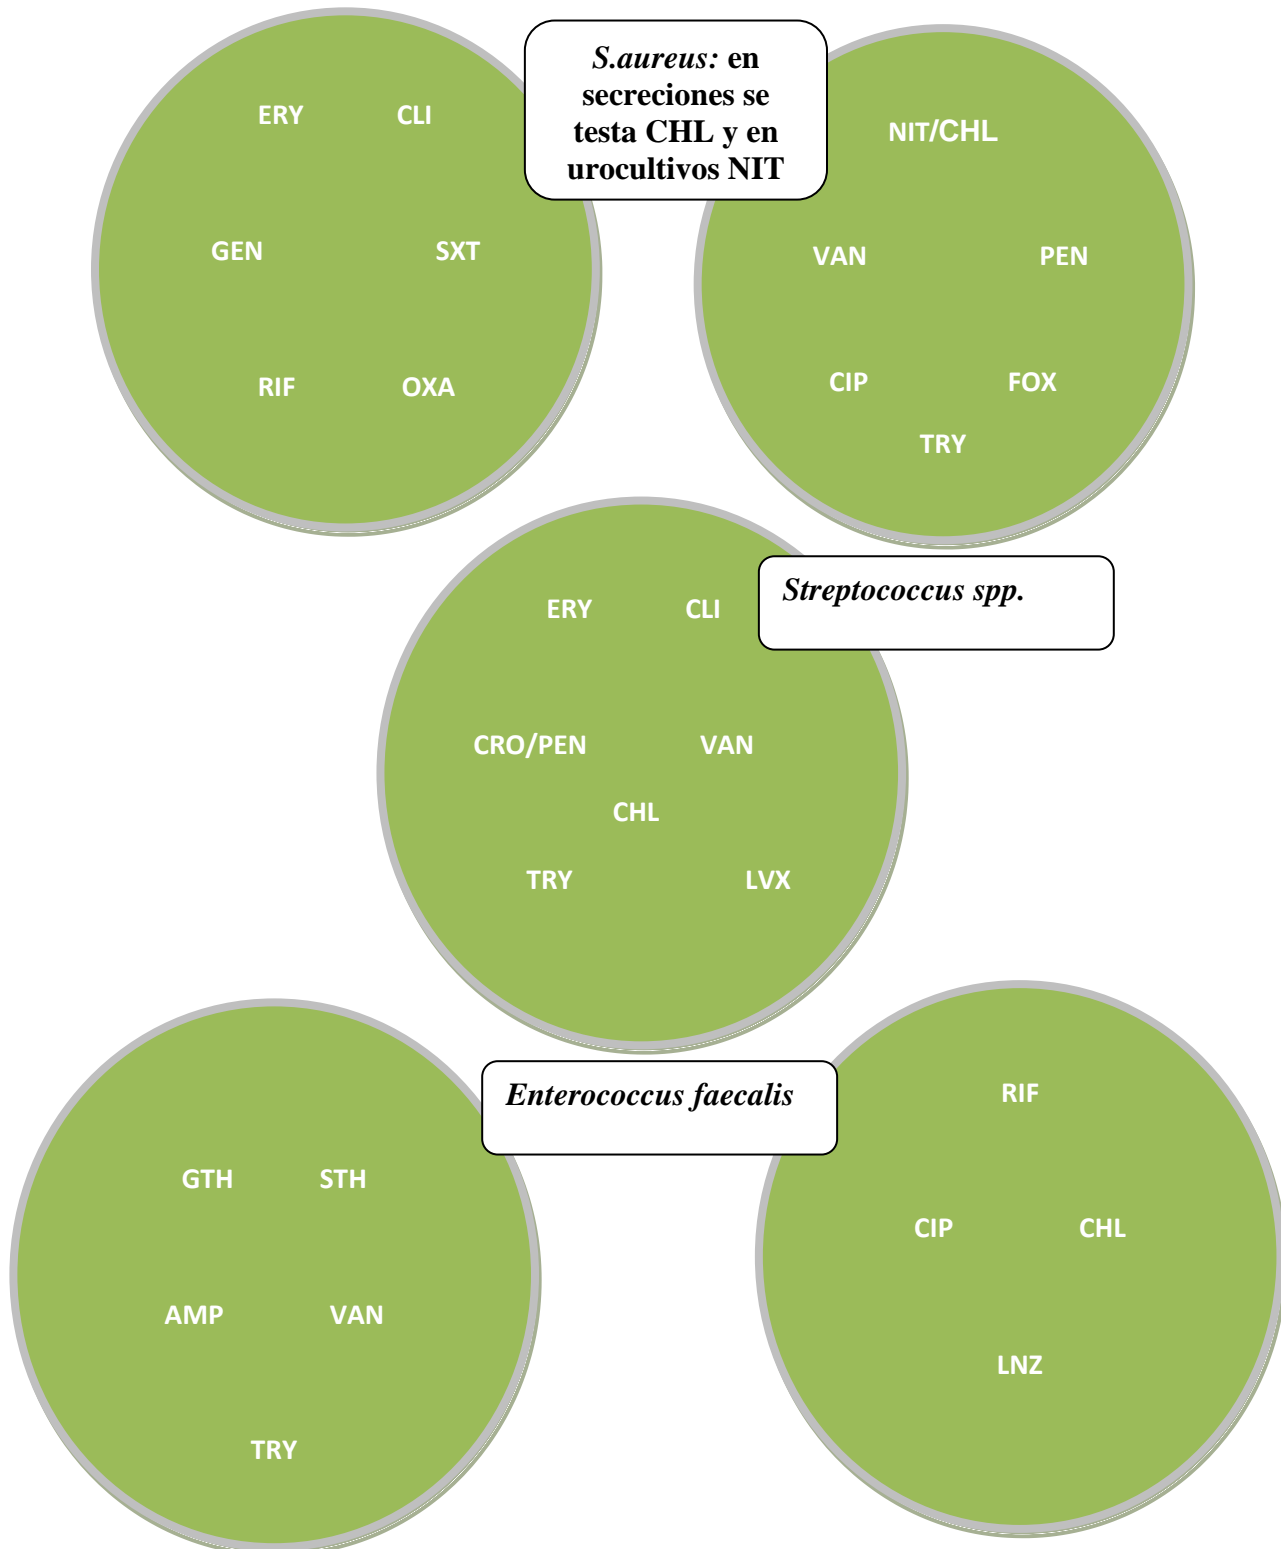 S.aureus: en
secreciones se
testa CHL y en
urocultivos NIT
ERY CLI
GEN SXT
RIF OXA
NIT/CHL
VAN PEN
CIP FOX
TRY
Streptococcus spp.
ERY CLI
CRO/PEN VAN
CHL
TRY LVX
Enterococcus faecalis
GTH STH
AMP VAN
TRY
RIF
CIP CHL
LNZ